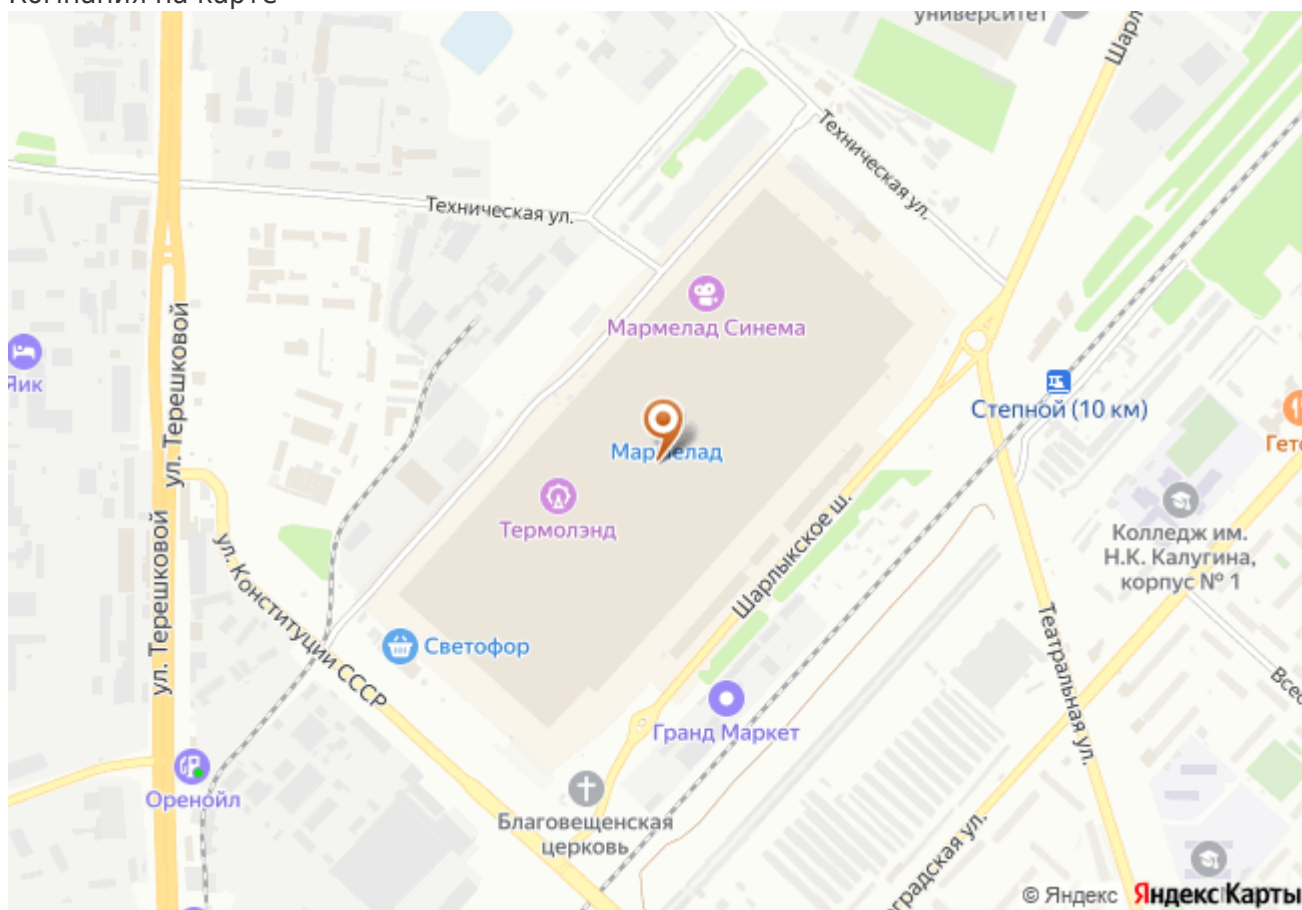 университет
Техническая ул.
Техническая ул.
Мармелад Синема
ул. Терешковой
Яик
Степной (10 км)
Мармелад
Термолэнд
Шарлыкское ш.
Колледж им.
Н.К. Калугина,
корпус № 1
ул. Терешковой
ул. Конституции СССР
Светофор
Театральная ул.
Гранд Маркет
Оренойл
Благовещенская
церковь
© Яндекс Яндекс Карты